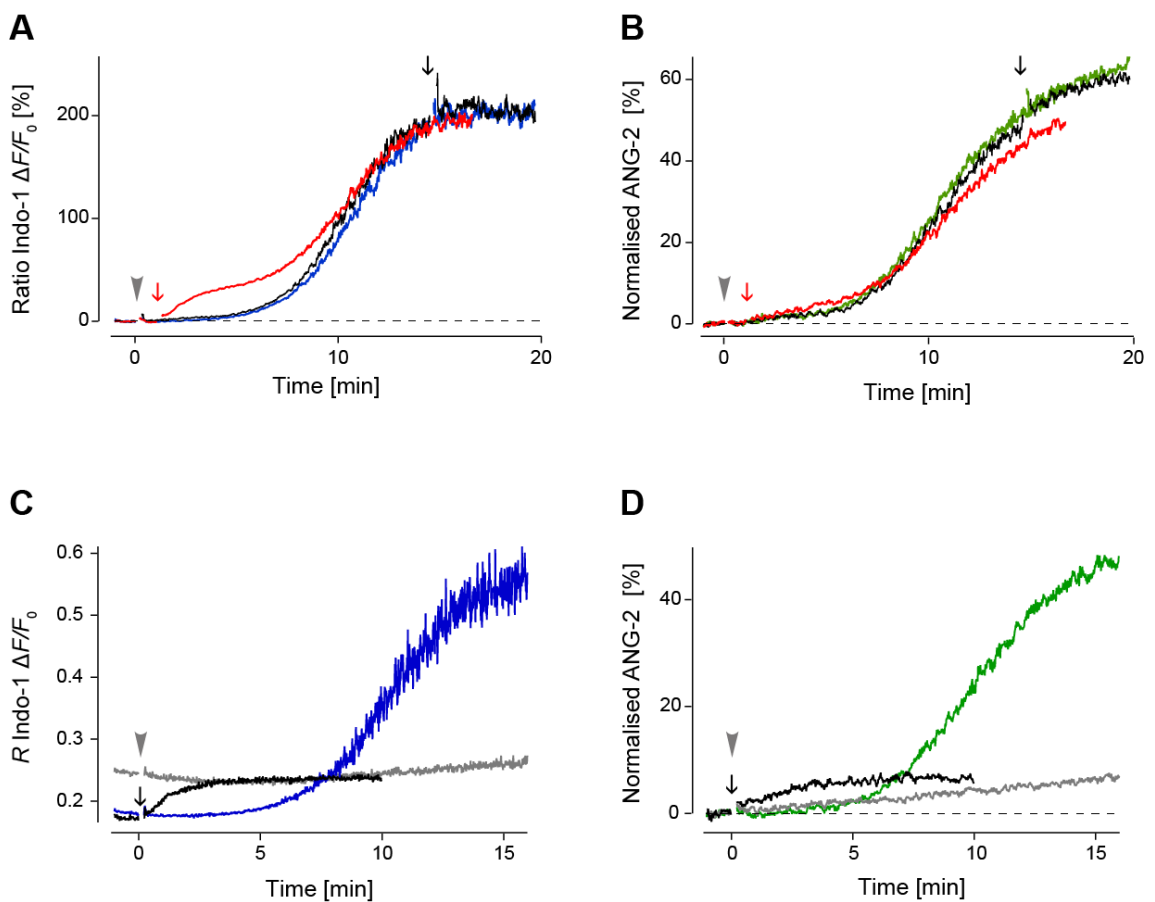 A
Ratio Indo-1 ΔF/F0 [%]
200
100
0
0 10 20
Time [min]
B
Normalised ANG-2 [%]
60
40
20
0
0 10 20
Time [min]
C
R Indo-1 ΔF/F0
0.6
0.5
0.4
0.3
0.2
0 5 10 15
Time [min]
D
Normalised ANG-2 [%]
40
20
0
0 5 10 15
Time [min]